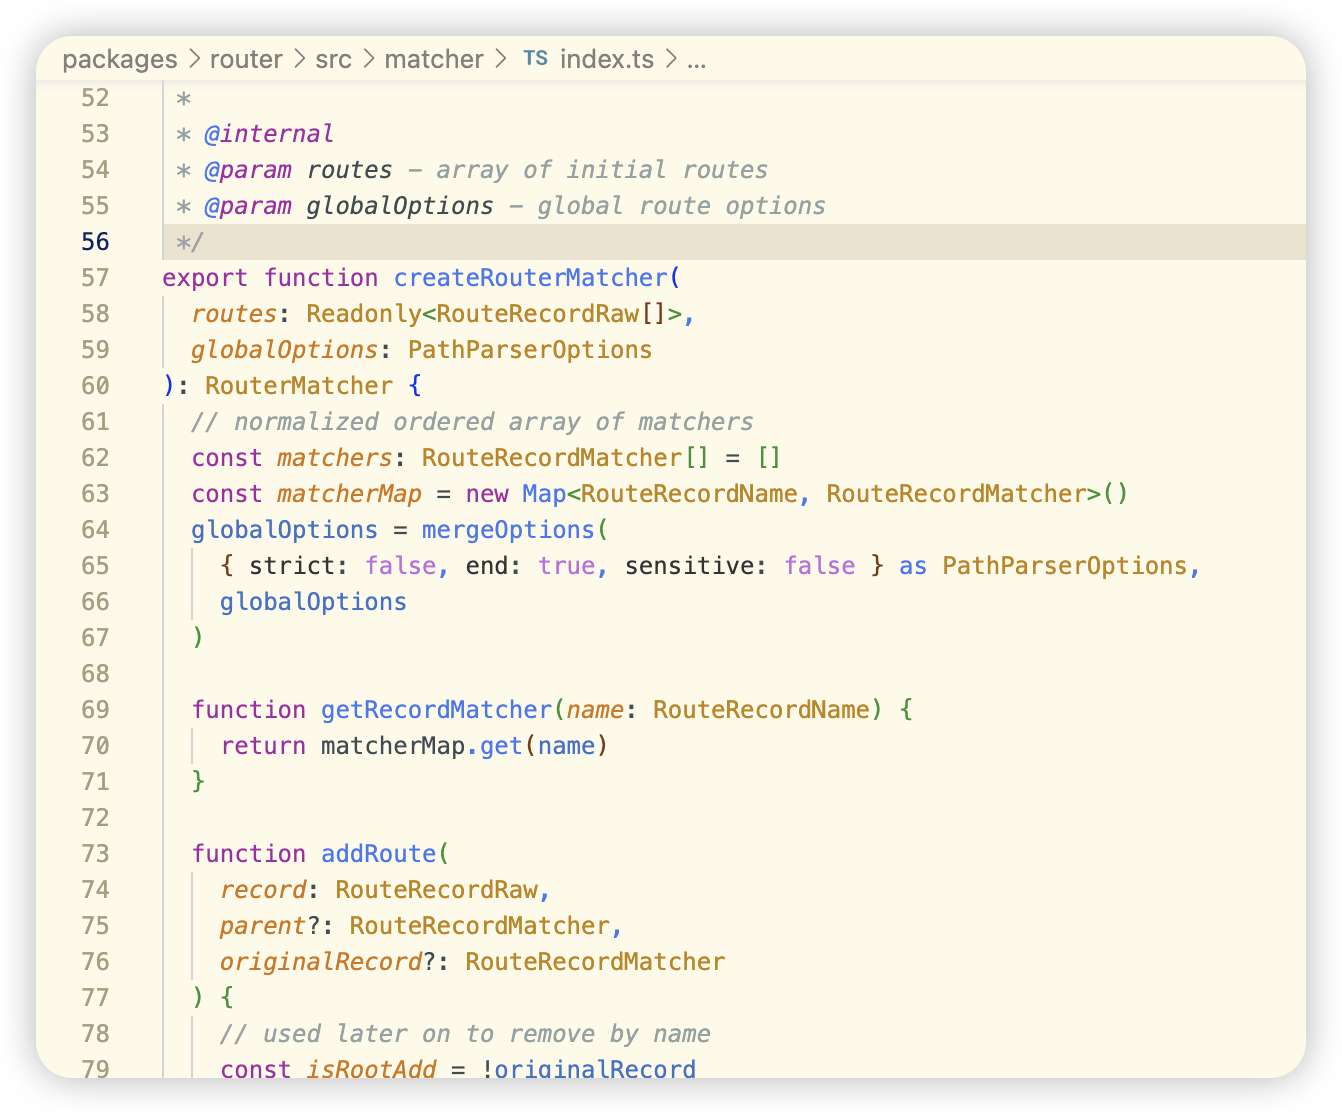 packages > router > src > matcher > TS index.ts > ...
52 *
53 * @internal
54 * @param routes - array of initial routes
55 * @param globalOptions - global route options
56 */
57 export function createRouterMatcher(
58 routes: Readonly<RouteRecordRaw[]>,
59 globalOptions: PathParserOptions
60 ): RouterMatcher {
61 // normalized ordered array of matchers
62 const matchers: RouteRecordMatcher[] = []
63 const matcherMap = new Map<RouteRecordName, RouteRecordMatcher>()
64 globalOptions = mergeOptions(
65 { strict: false, end: true, sensitive: false } as PathParserOptions,
66 globalOptions
67 )
68
69 function getRecordMatcher(name: RouteRecordName) {
70 return matcherMap.get(name)
71 }
72
73 function addRoute(
74 record: RouteRecordRaw,
75 parent?: RouteRecordMatcher,
76 originalRecord?: RouteRecordMatcher
77 ) {
78 // used later on to remove by name
79 const isRootAdd = !originalRecord